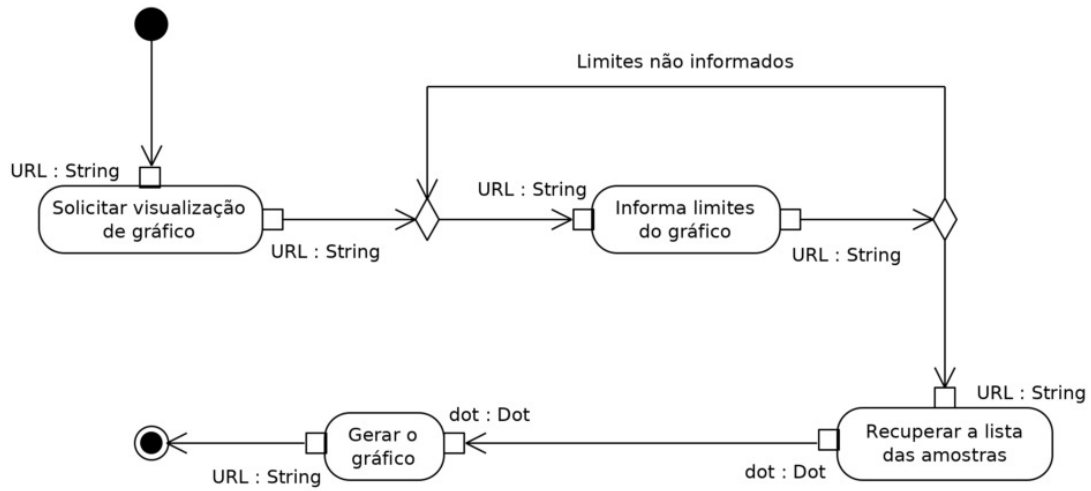 Limites não informados
URL : String
Solicitar visualização
de gráfico
URL : String
URL : String
Informa limites
do gráfico
URL : String
URL : String
Recuperar a lista
das amostras
dot : Dot
dot : Dot
Gerar o
gráfico
URL : String